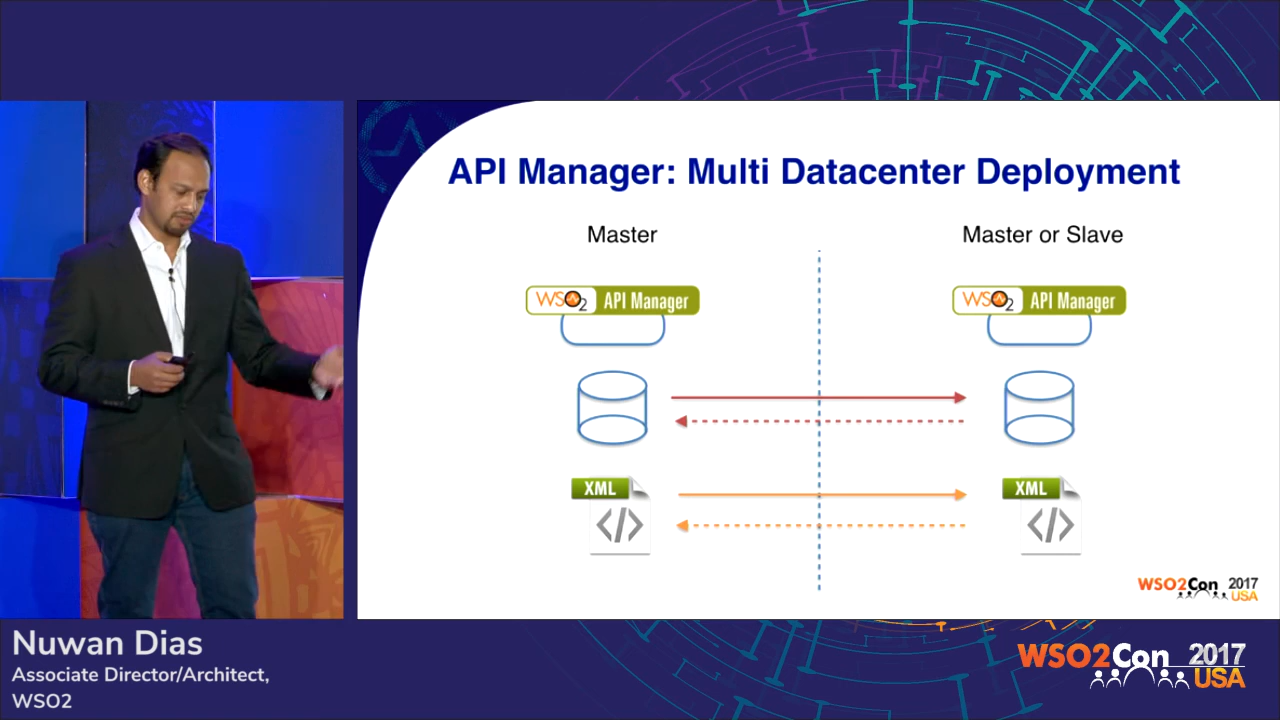 API Manager: Multi Datacenter Deployment
Master
Master or Slave
WSO2 API Manager
WSO2 API Manager
XML
</>
XML
</>
WSO2Con 2017
USA
Nuwan Dias
Associate Director/Architect,
WSO2
WSO2Con 2017
USA